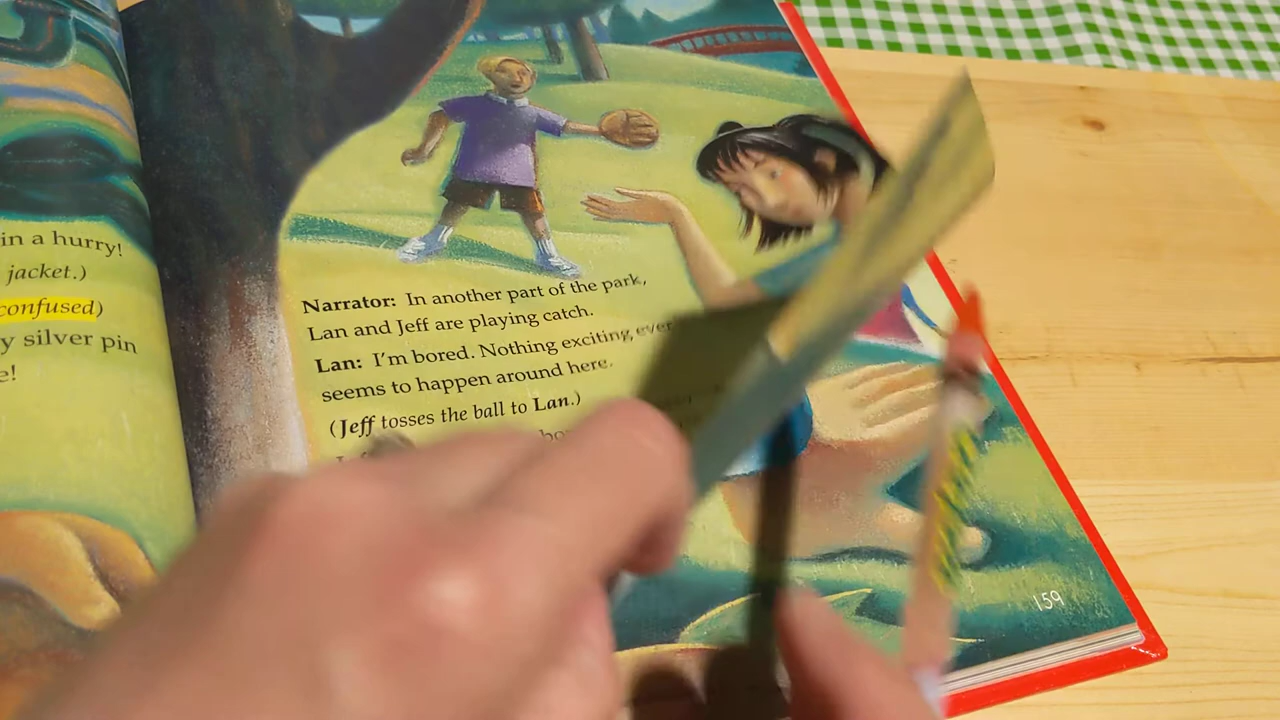 in a hurry!
jacket.)
confused)
y silver pin
e!
Narrator: In another part of the park,
Lan and Jeff are playing catch.
Lan: I'm bored. Nothing exciting, ever
seems to happen around here.
(Jeff tosses the ball to Lan.)
159